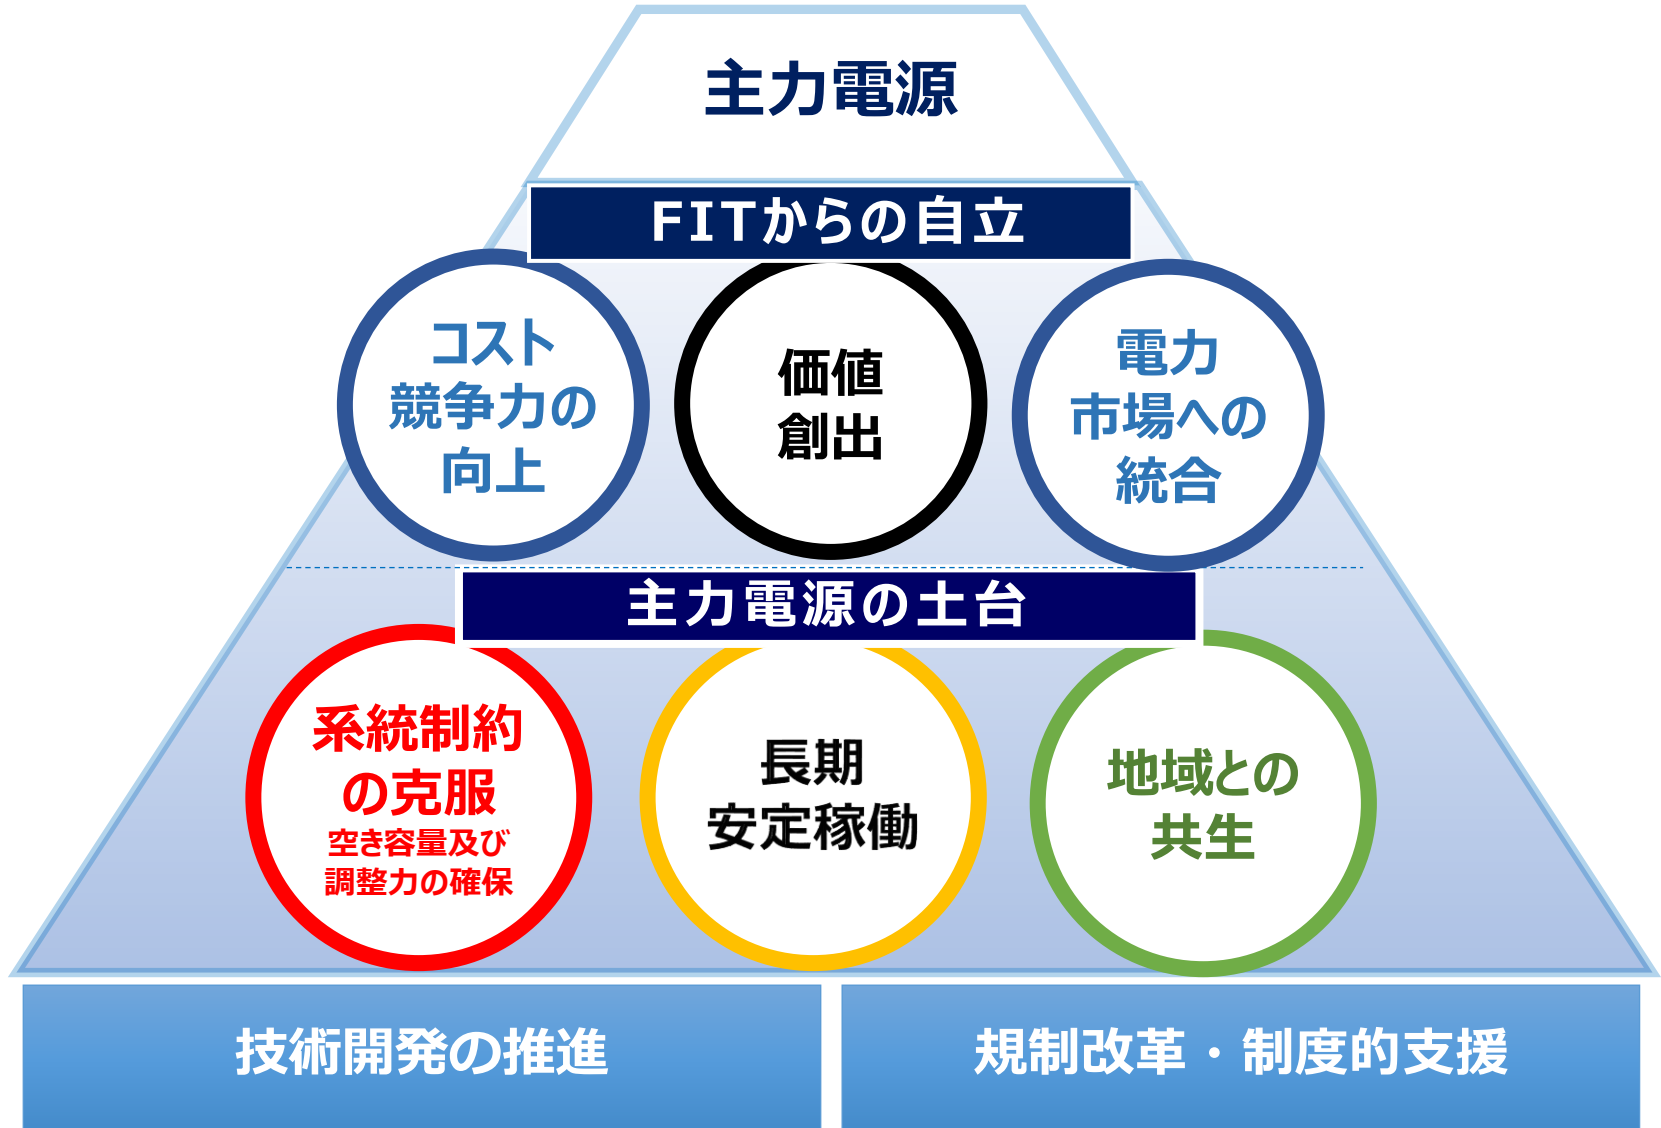 主力電源
FITからの自立
コスト
競争力の
向上
価値
創出
電力
市場への
統合
主力電源の土台
系統制約
の克服
空き容量及び
調整力の確保
長期
安定稼働
地域との
共生
技術開発の推進
規制改革・制度的支援